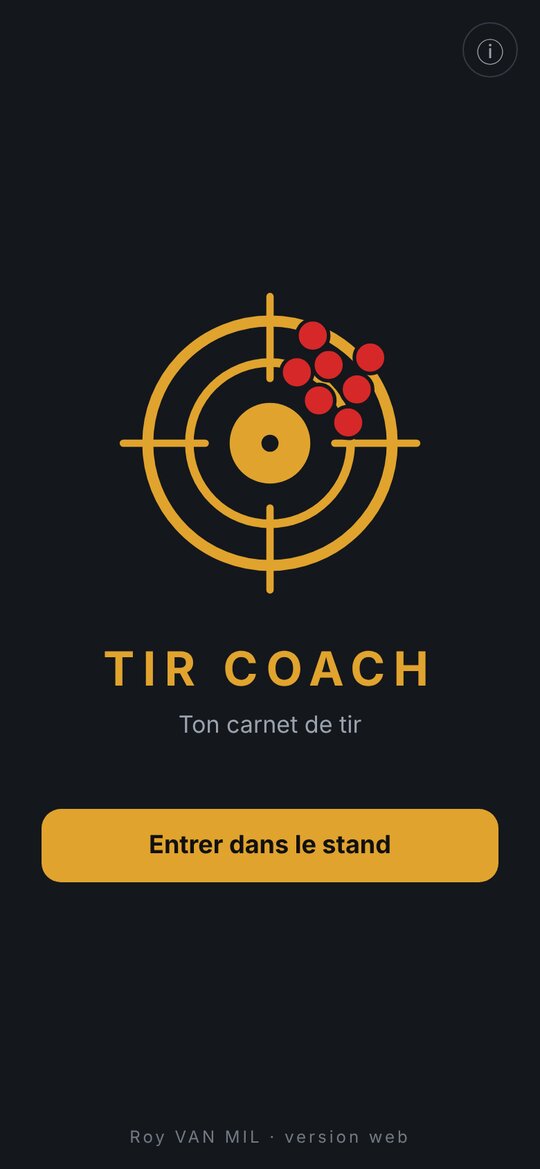 ⓘ
TIR COACH
Ton carnet de tir
Entrer dans le stand
Roy VAN MIL · version web